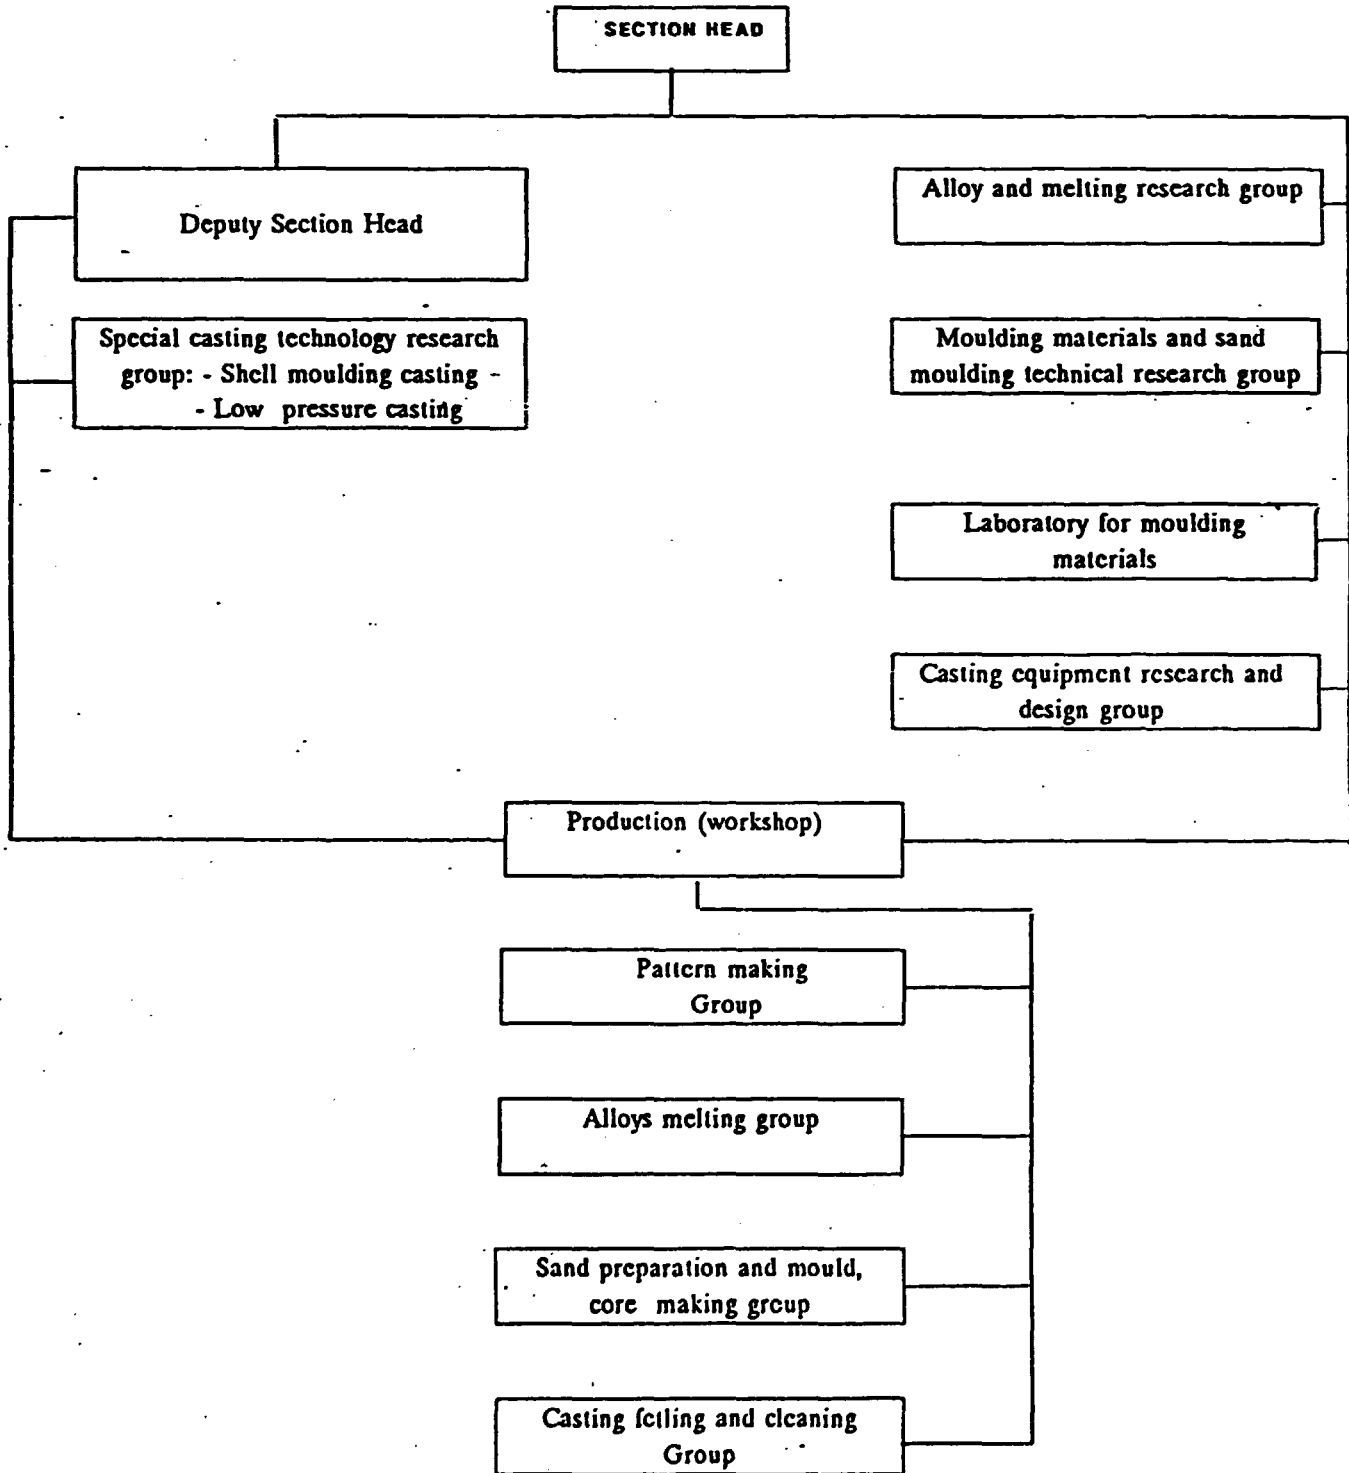 SECTION HEAD
Deputy Section Head
Special casting technology research
group: - Shell moulding casting -
- Low pressure casting
Alloy and melting research group
Moulding materials and sand
moulding technical research group
Laboratory for moulding
materials
Casting equipment research and
design group
Production (workshop)
Pattern making
Group
Alloys melting group
Sand preparation and mould,
core making group
Casting fettling and cleaning
Group